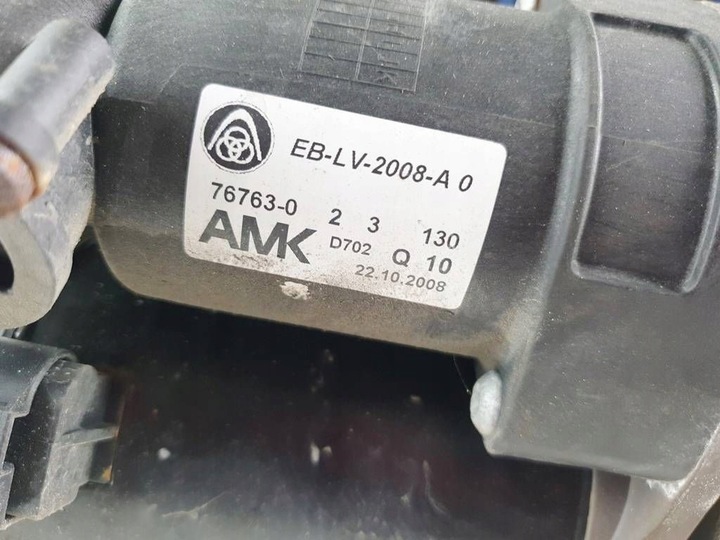 EB-LV-2008-A 0
76763-0 2 3 130
AMK D702 Q 10
22.10.2008